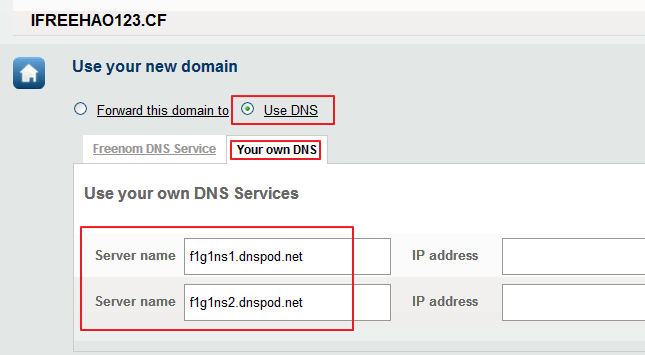 IFREEHAO123.CF
Use your new domain
Forward this domain to Use DNS
Freenom DNS Service Your own DNS
Use your own DNS Services
Server name f1g1ns1.dnspod.net IP address
Server name f1g1ns2.dnspod.net IP address